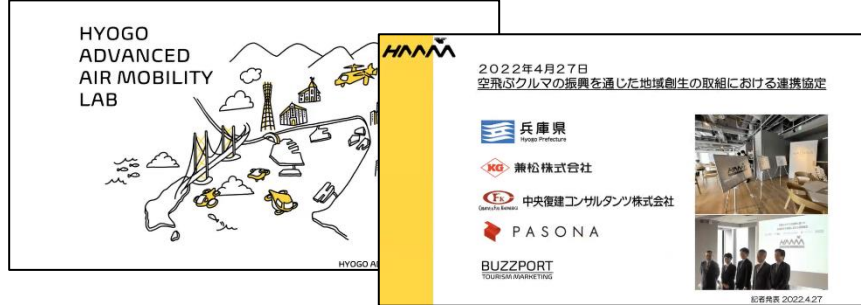 HYOGO
ADVANCED
AIR MOBILITY
LAB
HYOGO AD
HAAM
2022年4月27日
空飛ぶクルマの振興を通じた地域創生の取組における連携協定
兵庫県
Hyogo Prefecture
KG 兼松株式会社
FK 中央復建コンサルタンツ株式会社
PASONA
BUZZPORT
TOURISM MARKETING
記者発表 2022.4.27